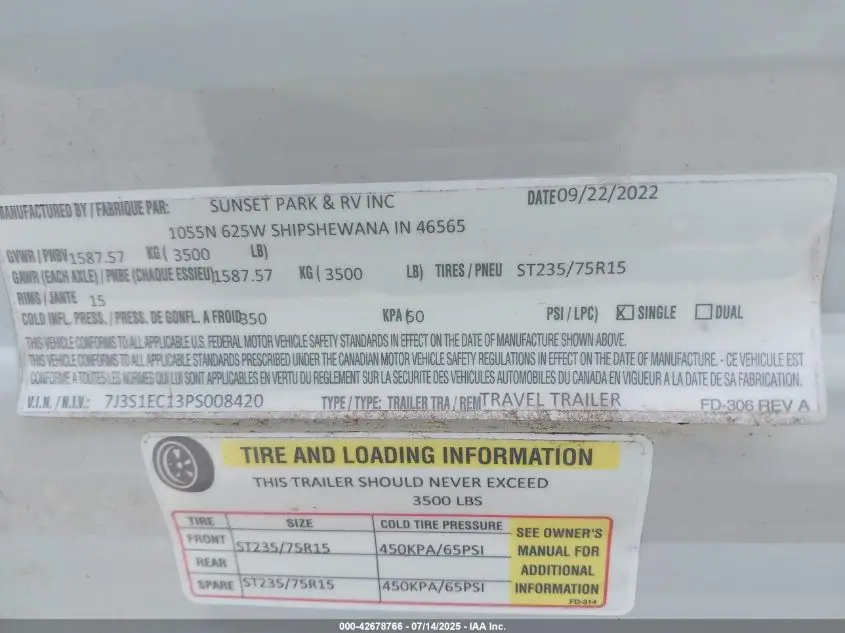 MANUFACTURED BY / FABRIQUE PAR: SUNSET PARK & RV INC DATE 09/22/2022
1055N 625W SHIPSHEWANA IN 46565
GVWR / PNBV 1587.57 KG ( 3500 LB)
GAWR (EACH AXLE) / PNBE (CHAQUE ESSIEU) 1587.57 KG ( 3500 LB) TIRES / PNEU ST235/75R15
RIMS / JANTE 15
COLD INFL. PRESS. / PRESS. DE GONFL. A FROID 350 KPA ( 50 PSI / LPC) X SINGLE DUAL
THIS VEHICLE CONFORMS TO ALL APPLICABLE U.S. FEDERAL MOTOR VEHICLE SAFETY STANDARDS IN EFFECT ON THE DATE OF MANUFACTURE SHOWN ABOVE.
THIS VEHICLE CONFORMS TO ALL APPLICABLE STANDARDS PRESCRIBED UNDER THE CANADIAN MOTOR VEHICLE SAFETY REGULATIONS IN EFFECT ON THE DATE OF MANUFACTURE. - CE VEHICULE EST
CONFORME A TOUTES LES NORMES QUI LUI SONT APPLICABLES EN VERTU DU REGLEMENT SUR LA SECURITE DES VEHICULES AUTOMOBILES DU CANADA EN VIGUEUR A LA DATE DE SA FABRICATION.
V.I.N. / N.I.V.: 7J3S1EC13PS008420 TYPE / TYPE: TRAILER TRA / REM TRAVEL TRAILER FD-306 REV A
TIRE AND LOADING INFORMATION
THIS TRAILER SHOULD NEVER EXCEED
3500 LBS
TIRE SIZE COLD TIRE PRESSURE
FRONT ST235/75R15 450KPA/65PSI
REAR
SPARE ST235/75R15 450KPA/65PSI
SEE OWNER'S
MANUAL FOR
ADDITIONAL
INFORMATION
FD-314
000-42678766 - 07/14/2025 - IAA Inc.